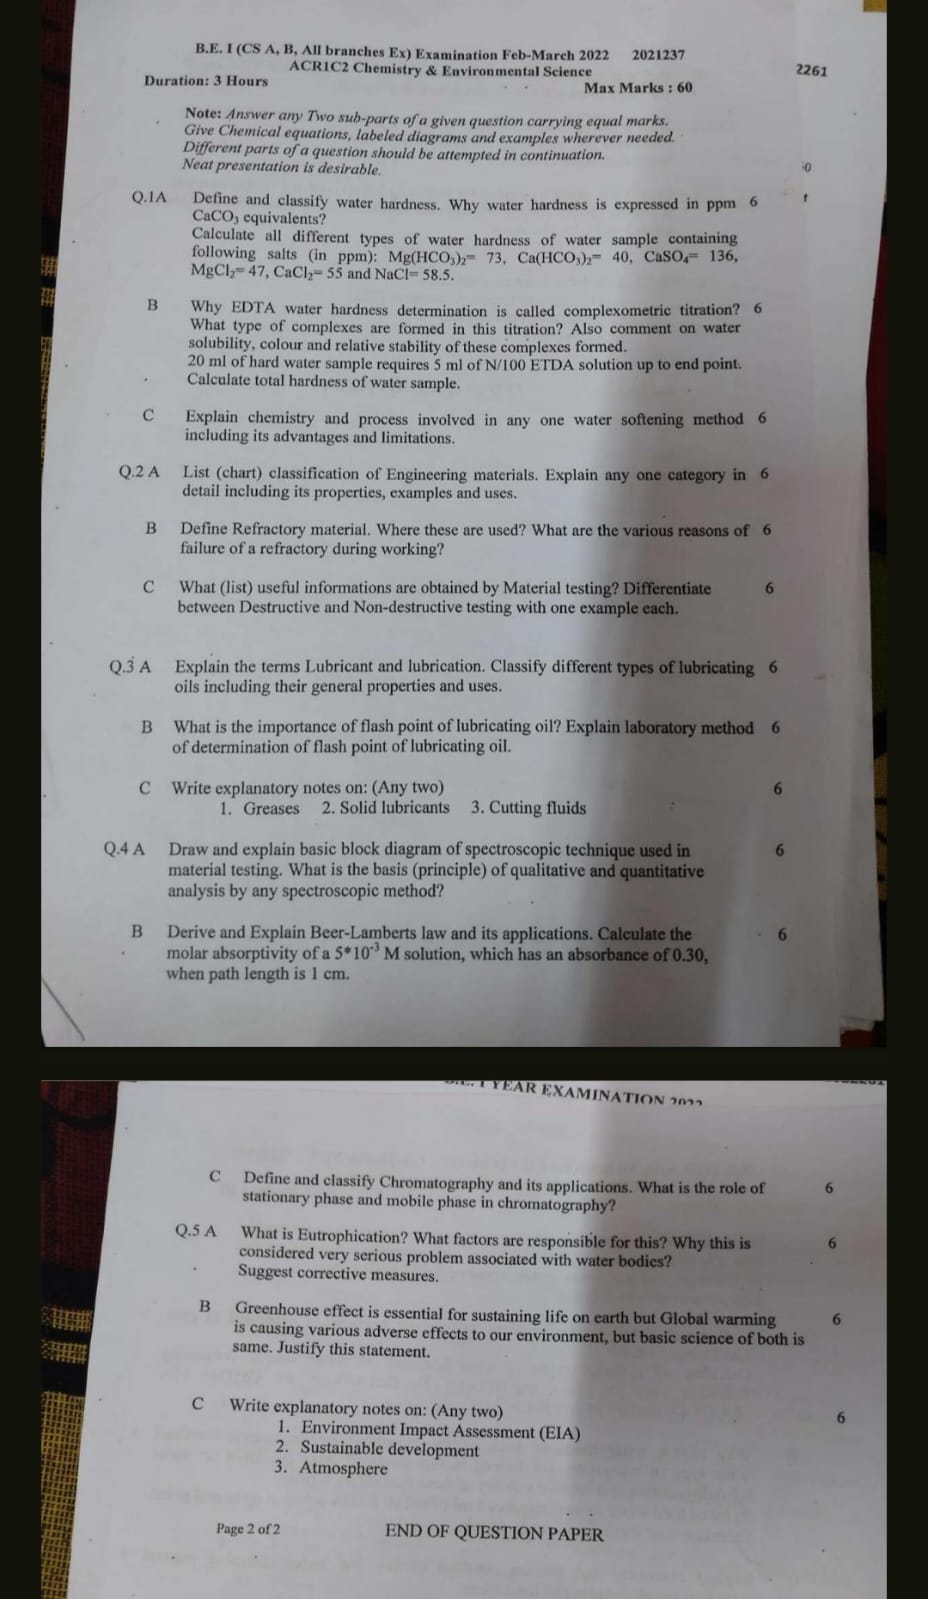 B.E. I (CS A, B, All branches Ex) Examination Feb-March 2022 2021237
ACR1C2 Chemistry & Environmental Science 2261
Duration: 3 Hours Max Marks : 60
Note: Answer any Two sub-parts of a given question carrying equal marks.
Give Chemical equations, labeled diagrams and examples wherever needed.
Different parts of a question should be attempted in continuation.
Neat presentation is desirable.
Q.1A Define and classify water hardness. Why water hardness is expressed in ppm 6
CaCO₃ equivalents?
Calculate all different types of water hardness of water sample containing
following salts (in ppm): Mg(HCO₃)₂= 73, Ca(HCO₃)₂= 40, CaSO₄= 136,
MgCl₂= 47, CaCl₂= 55 and NaCl= 58.5.
B Why EDTA water hardness determination is called complexometric titration? 6
What type of complexes are formed in this titration? Also comment on water
solubility, colour and relative stability of these complexes formed.
20 ml of hard water sample requires 5 ml of N/100 ETDA solution up to end point.
Calculate total hardness of water sample.
C Explain chemistry and process involved in any one water softening method 6
including its advantages and limitations.
Q.2 A List (chart) classification of Engineering materials. Explain any one category in 6
detail including its properties, examples and uses.
B Define Refractory material. Where these are used? What are the various reasons of 6
failure of a refractory during working?
C What (list) useful informations are obtained by Material testing? Differentiate 6
between Destructive and Non-destructive testing with one example each.
Q.3 A Explain the terms Lubricant and lubrication. Classify different types of lubricating 6
oils including their general properties and uses.
B What is the importance of flash point of lubricating oil? Explain laboratory method 6
of determination of flash point of lubricating oil.
C Write explanatory notes on: (Any two) 6
1. Greases 2. Solid lubricants 3. Cutting fluids
Q.4 A Draw and explain basic block diagram of spectroscopic technique used in 6
material testing. What is the basis (principle) of qualitative and quantitative
analysis by any spectroscopic method?
B Derive and Explain Beer-Lamberts law and its applications. Calculate the 6
molar absorptivity of a 5*10⁻³ M solution, which has an absorbance of 0.30,
when path length is 1 cm.
I YEAR EXAMINATION 2022
C Define and classify Chromatography and its applications. What is the role of 6
stationary phase and mobile phase in chromatography?
Q.5 A What is Eutrophication? What factors are responsible for this? Why this is 6
considered very serious problem associated with water bodies?
Suggest corrective measures.
B Greenhouse effect is essential for sustaining life on earth but Global warming 6
is causing various adverse effects to our environment, but basic science of both is
same. Justify this statement.
C Write explanatory notes on: (Any two) 6
1. Environment Impact Assessment (EIA)
2. Sustainable development
3. Atmosphere
Page 2 of 2 END OF QUESTION PAPER